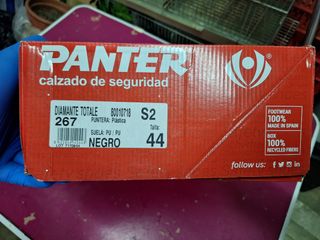 PANTER
calzado de seguridad
DIAMANTE TOTALE 80010718 S2
267 PUNTERA: Plástica Talla:
SUELA: PU / PU 44
NEGRO
FOOTWEAR
100%
MADE IN SPAIN
BOX
100%
RECYCLED FIBERS
follow us: